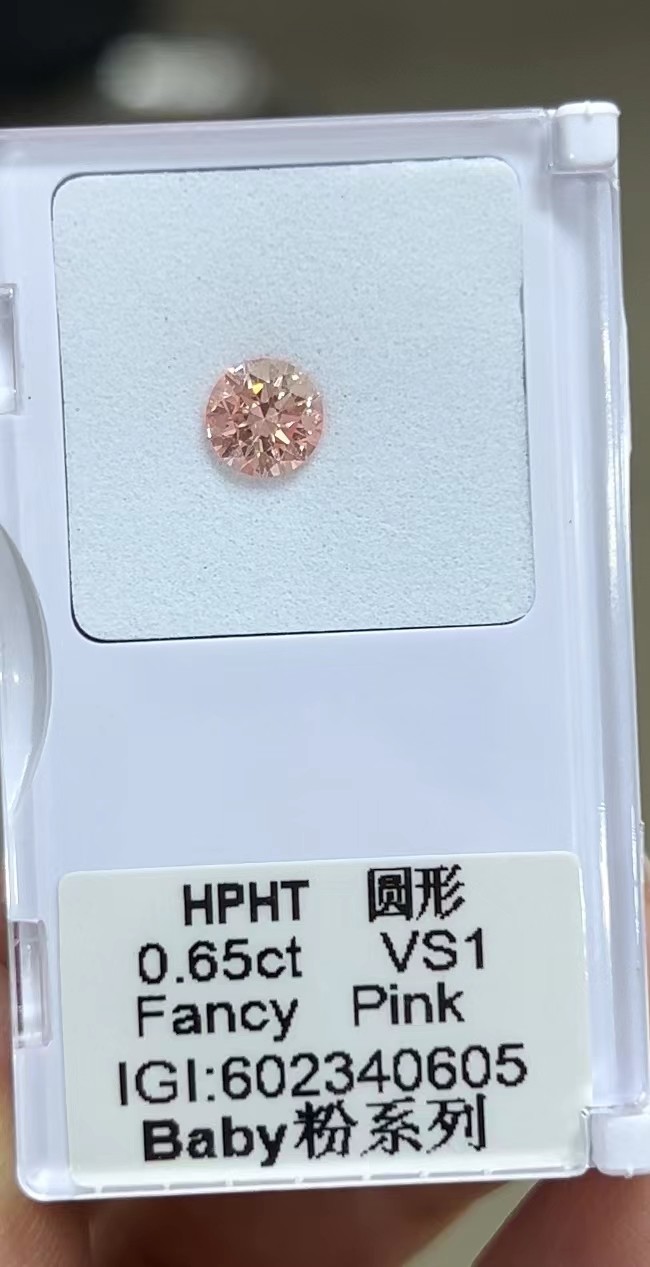 HPHT 圆形
0.65ct VS1
Fancy Pink
IGI:602340605
Baby粉系列